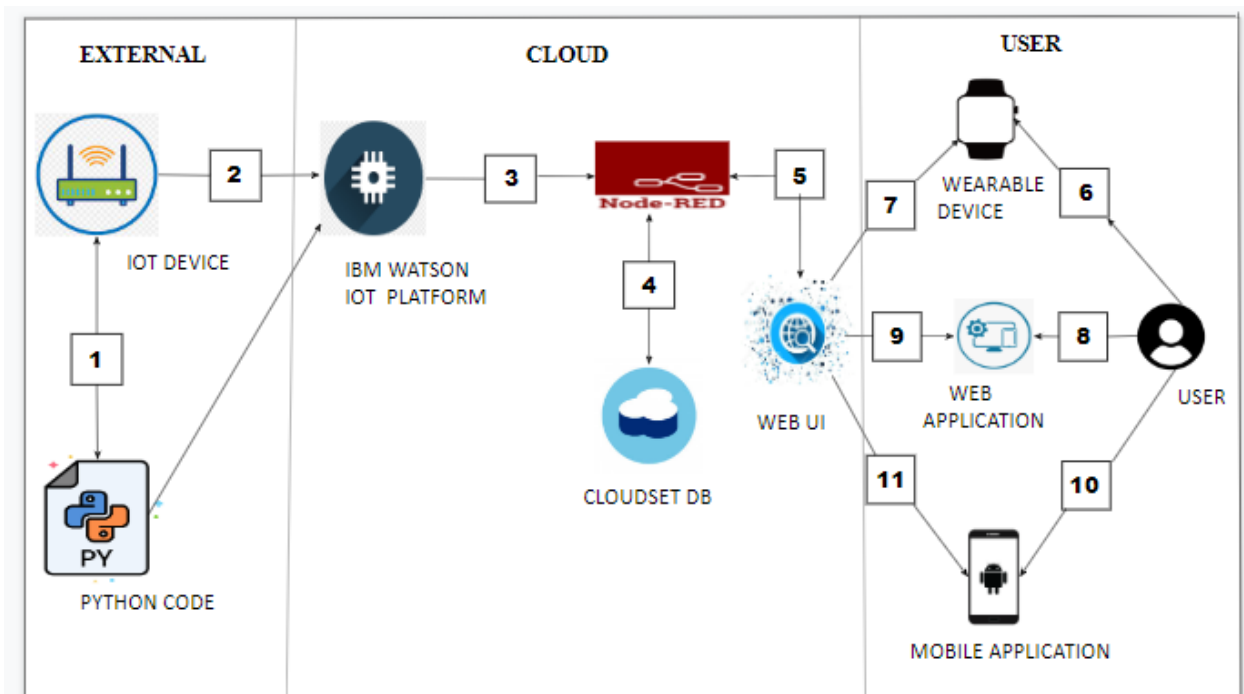 EXTERNAL
CLOUD
USER
2
3
Node-RED
5
7
WEARABLE
DEVICE
6
IOT DEVICE
IBM WATSON
IOT PLATFORM
4
1
9
8
WEB UI
WEB
APPLICATION
USER
PY
PYTHON CODE
CLOUDSET DB
11
10
MOBILE APPLICATION